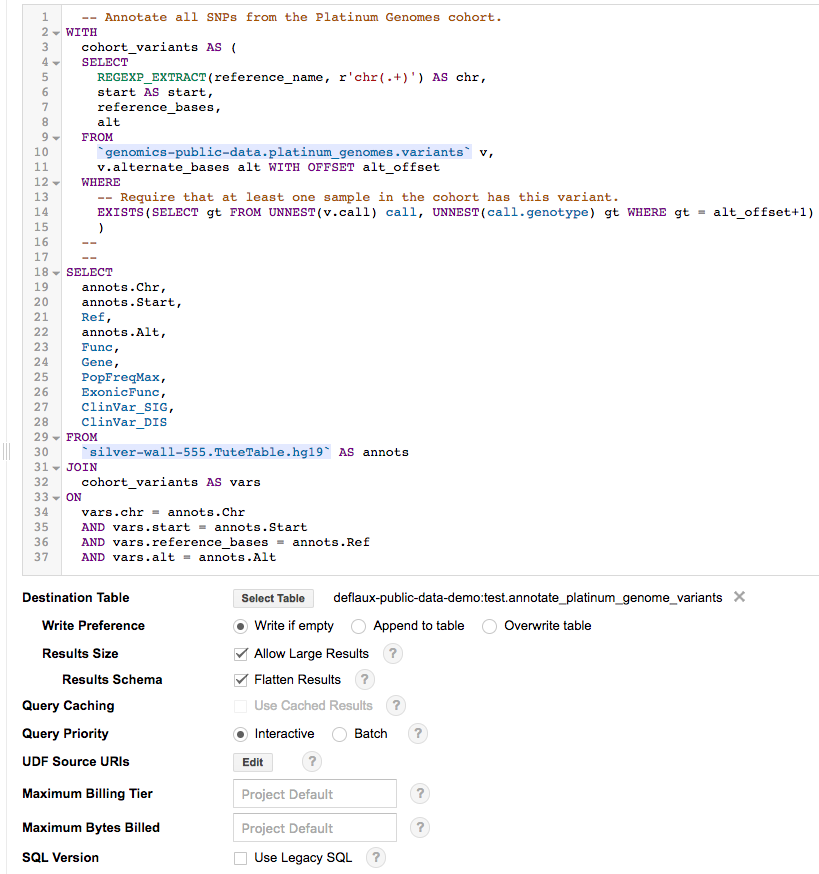 1 -- Annotate all SNPs from the Platinum Genomes cohort.
2 WITH
3 cohort_variants AS (
4 SELECT
5 REGEXP_EXTRACT(reference_name, r'chr(.+)') AS chr,
6 start AS start,
7 reference_bases,
8 alt
9 FROM
10 `genomics-public-data.platinum_genomes.variants` v,
11 v.alternate_bases alt WITH OFFSET alt_offset
12 WHERE
13 -- Require that at least one sample in the cohort has this variant.
14 EXISTS(SELECT gt FROM UNNEST(v.call) call, UNNEST(call.genotype) gt WHERE gt = alt_offset+1)
15 )
16 --
17 --
18 SELECT
19 annots.Chr,
20 annots.Start,
21 Ref,
22 annots.Alt,
23 Func,
24 Gene,
25 PopFreqMax,
26 ExonicFunc,
27 ClinVar_SIG,
28 ClinVar_DIS
29 FROM
30 `silver-wall-555.TuteTable.hg19` AS annots
31 JOIN
32 cohort_variants AS vars
33 ON
34 vars.chr = annots.Chr
35 AND vars.start = annots.Start
36 AND vars.reference_bases = annots.Ref
37 AND vars.alt = annots.Alt
Destination Table Select Table deflaux-public-data-demo:test.annotate_platinum_genome_variants ×
Write Preference Write if empty Append to table Overwrite table
Results Size Allow Large Results ?
Results Schema Flatten Results ?
Query Caching Use Cached Results ?
Query Priority Interactive Batch ?
UDF Source URIs Edit ?
Maximum Billing Tier Project Default ?
Maximum Bytes Billed Project Default ?
SQL Version Use Legacy SQL ?